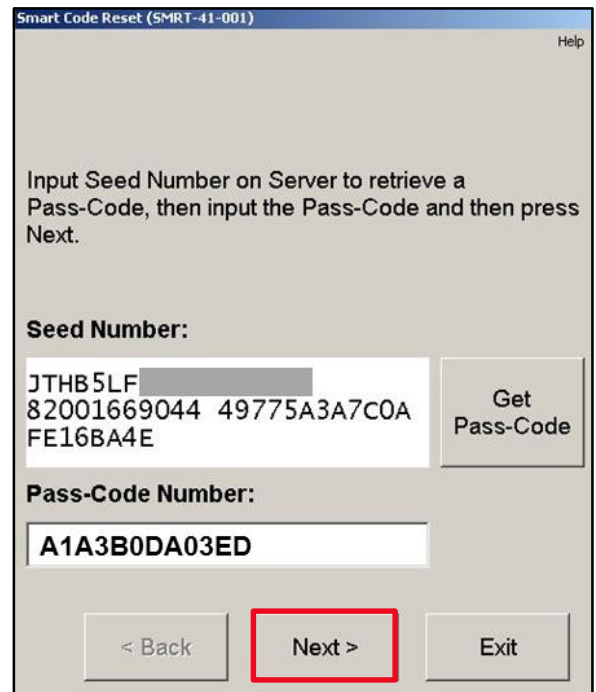 Smart Code Reset (SMRT-41-001)
Help
Input Seed Number on Server to retrieve a
Pass-Code, then input the Pass-Code and then press
Next.
Seed Number:
JTHB5LF
82001669044 49775A3A7C0A
FE16BA4E
Get
Pass-Code
Pass-Code Number:
A1A3B0DA03ED
< Back
Next >
Exit